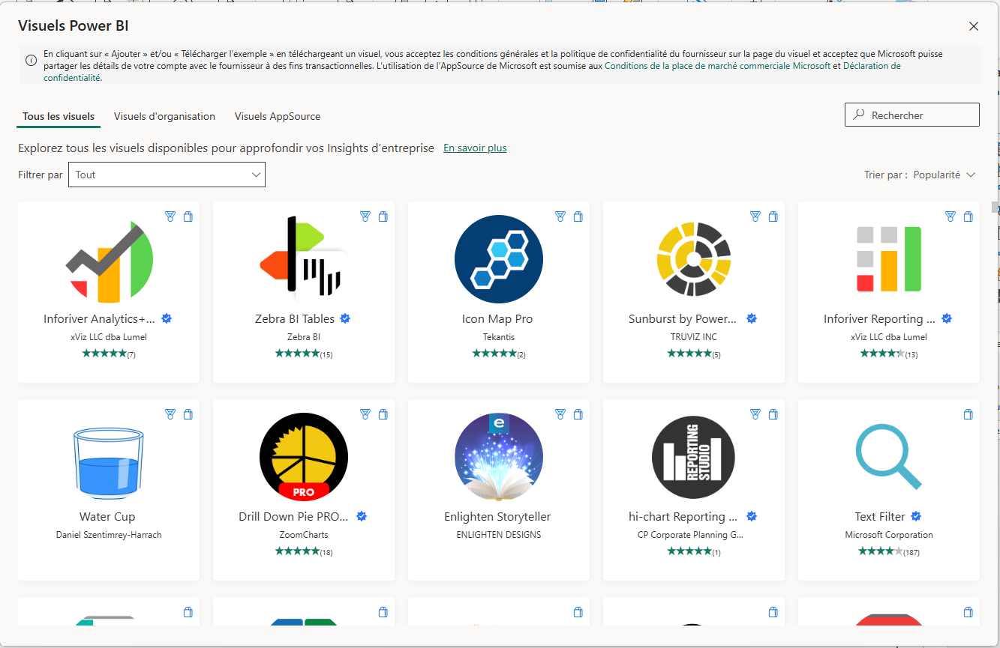 Visuels Power BI
En cliquant sur « Ajouter » et/ou « Télécharger l'exemple » en téléchargeant un visuel, vous acceptez les conditions générales et la politique de confidentialité du fournisseur sur la page du visuel et acceptez que Microsoft puisse
partager les détails de votre compte avec le fournisseur à des fins transactionnelles. L'utilisation de l'AppSource de Microsoft est soumise aux Conditions de la place de marché commerciale Microsoft et Déclaration de
confidentialité.
Tous les visuels Visuels d'organisation Visuels AppSource Rechercher
Explorez tous les visuels disponibles pour approfondir vos Insights d'entreprise En savoir plus
Filtrer par Tout Trier par : Popularité
Inforiver Analytics+...
xViz LLC dba Lumel
(7)
Zebra BI Tables
Zebra BI
(15)
Icon Map Pro
Tekantis
(2)
Sunburst by Power...
TRUVIZ INC
(5)
Inforiver Reporting ...
xViz LLC dba Lumel
(13)
Water Cup
Daniel Szentimrey-Harrach
PRO
Drill Down Pie PRO...
ZoomCharts
(18)
e
Enlighten Storyteller
ENLIGHTEN DESIGNS
REPORTING
STUDIO
hi-chart Reporting ...
CP Corporate Planning G...
(1)
Text Filter
Microsoft Corporation
(187)